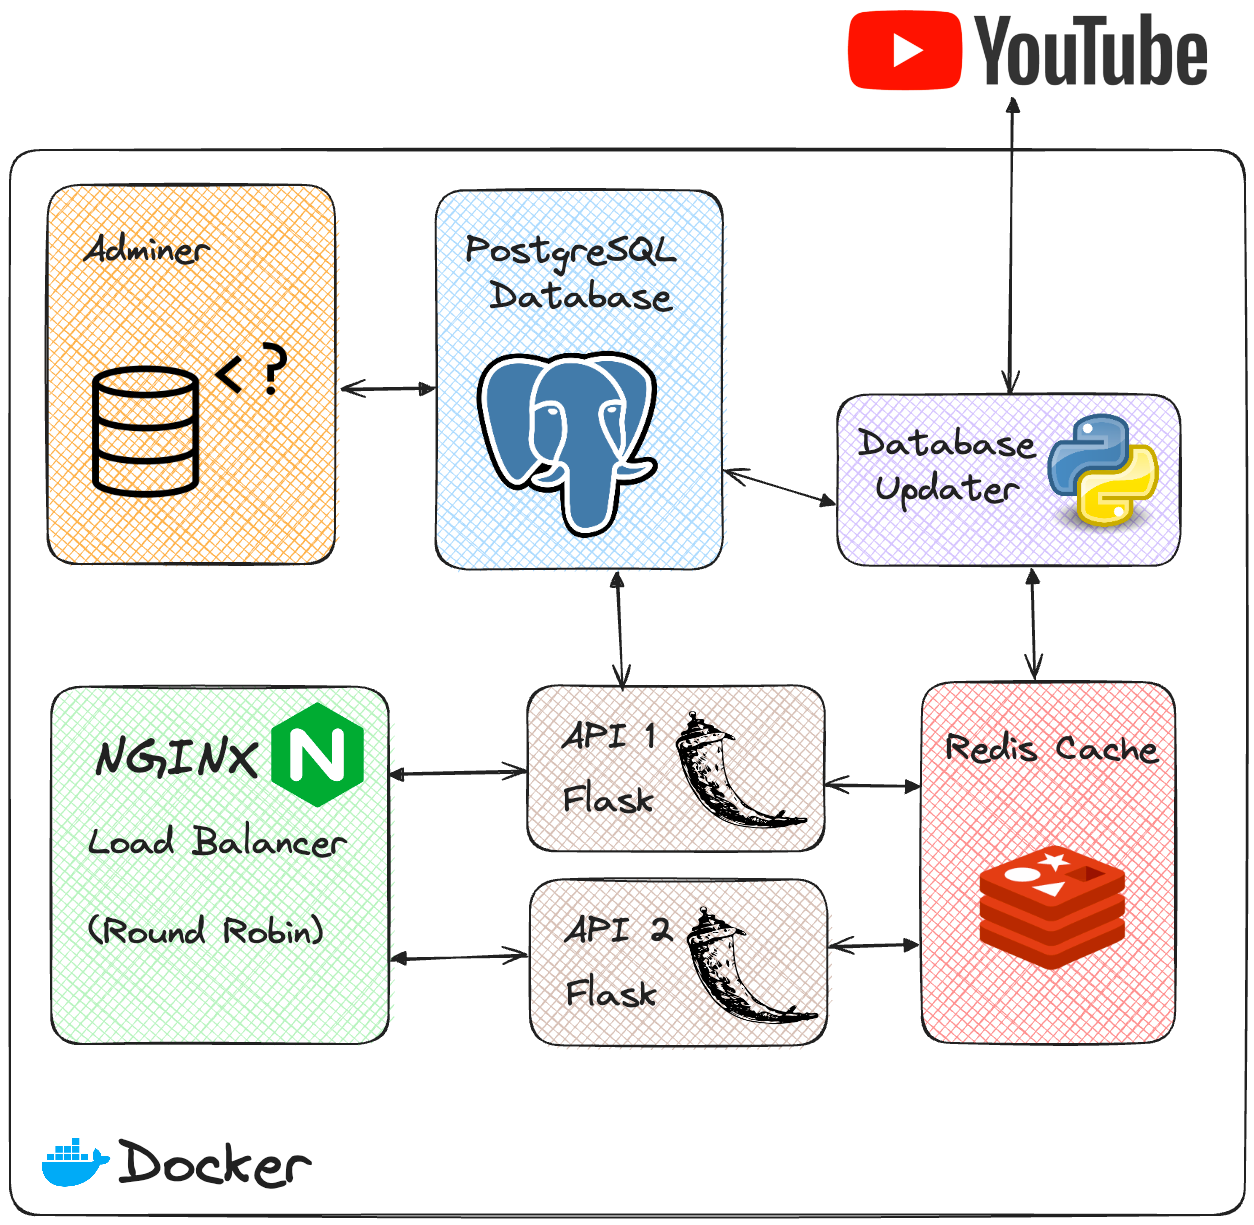 YouTube
Adminer
< ?
PostgreSQL
Database
Database
Updater
NGINX
N
Load Balancer
(Round Robin)
API 1
Flask
API 2
Flask
Redis Cache
Docker